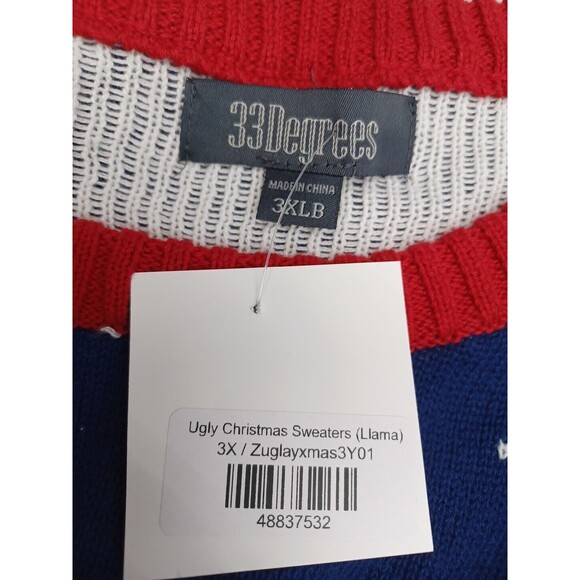 33Degrees
MADE IN CHINA
3XLB
Ugly Christmas Sweaters (Llama)
3X / Zuglayxmas3Y01
48837532